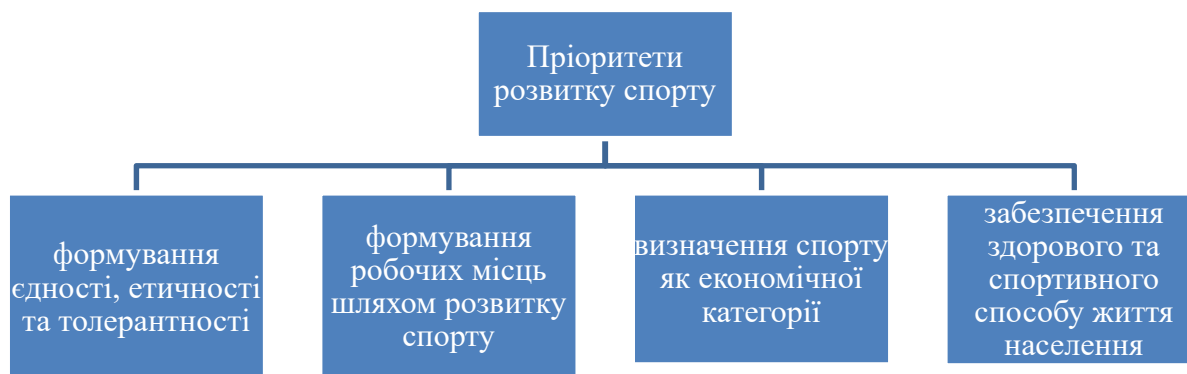 Пріоритети
розвитку спорту
формування
єдності, етичності
та толерантності
формування
робочих місць
шляхом розвитку
спорту
визначення спорту
як економічної
категорії
забезпечення
здорового та
спортивного
способу життя
населення